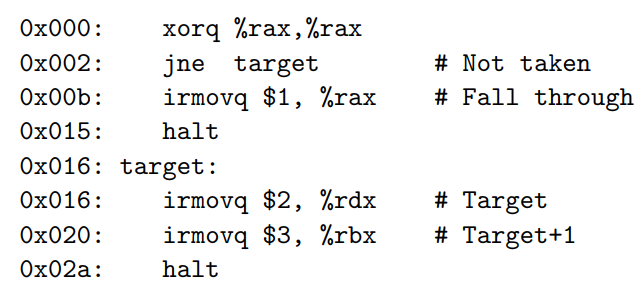 0x000:    xorq %rax,%rax
0x002:    jne  target       # Not taken
0x00b:    irmovq $1, %rax   # Fall through
0x015:    halt
0x016: target:
0x016:    irmovq $2, %rdx   # Target
0x020:    irmovq $3, %rbx   # Target+1
0x02a:    halt